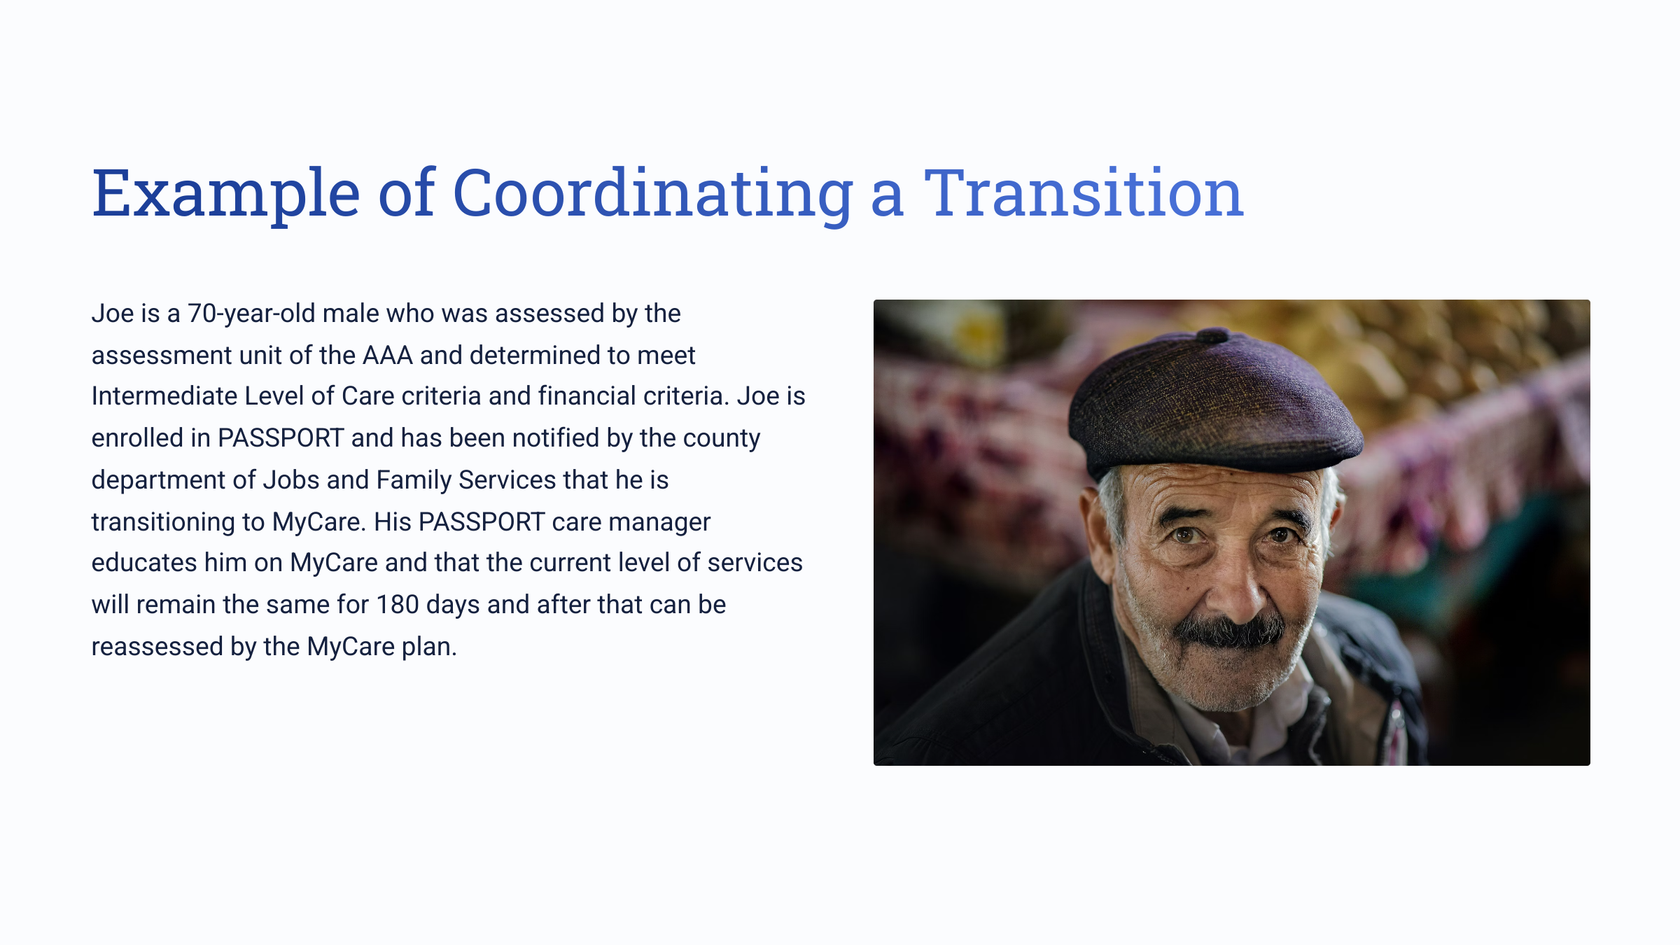 Example of Coordinating a Transition
Joe is a 70-year-old male who was assessed by the
assessment unit of the AAA and determined to meet
Intermediate Level of Care criteria and financial criteria. Joe is
enrolled in PASSPORT and has been notified by the county
department of Jobs and Family Services that he is
transitioning to MyCare. His PASSPORT care manager
educates him on MyCare and that the current level of services
will remain the same for 180 days and after that can be
reassessed by the MyCare plan.